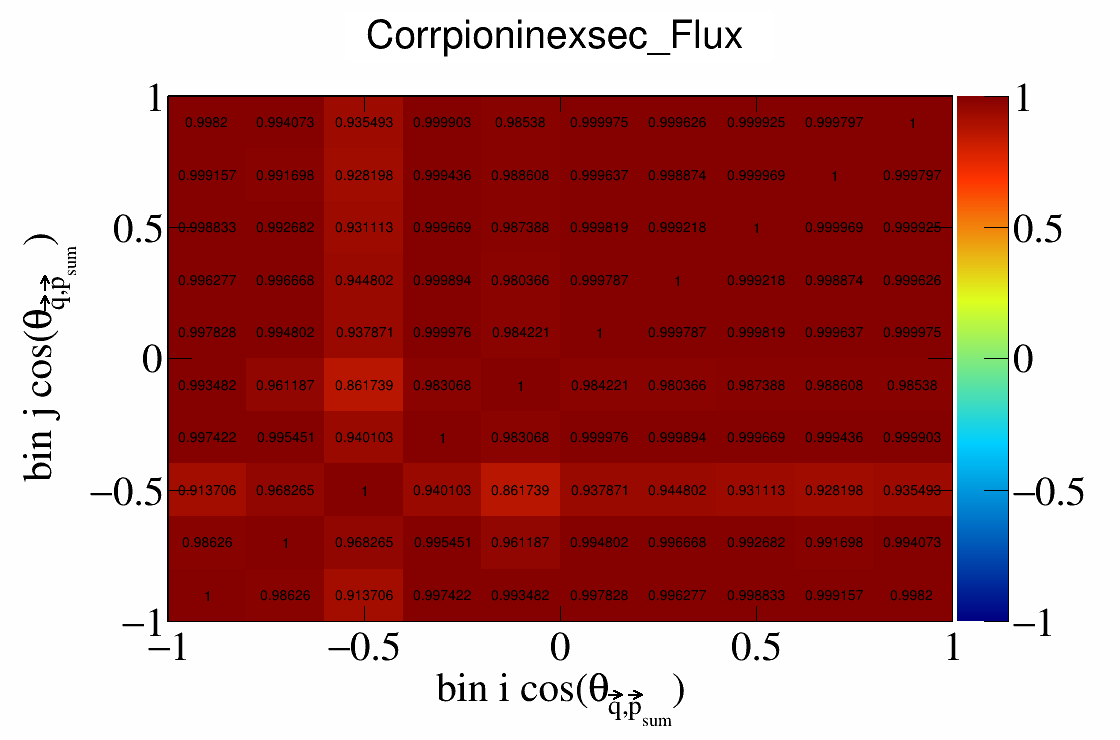 Corrpioninexsec_Flux
1
0.9982 0.994073 0.935493 0.999903 0.98538 0.999975 0.999626 0.999925 0.999797 1
1
0.999157 0.991698 0.928198 0.999436 0.988608 0.999637 0.998874 0.999969 1 0.999797
0.5
0.998833 0.992682 0.931113 0.999669 0.987388 0.999819 0.999218 1 0.999969 0.999925
0.5
0.996277 0.996668 0.944802 0.999894 0.980366 0.999787 1 0.999218 0.998874 0.999626
0.997828 0.994802 0.937871 0.999976 0.984221 1 0.999787 0.999819 0.999637 0.999975
0
0.993482 0.961187 0.861739 0.983068 1 0.984221 0.980366 0.987388 0.988608 0.98538
0
0.997422 0.995451 0.940103 1 0.983068 0.999976 0.999894 0.999669 0.999436 0.999903
−0.5
0.913706 0.968265 1 0.940103 0.861739 0.937871 0.944802 0.931113 0.928198 0.935493
−0.5
0.98626 1 0.968265 0.995451 0.961187 0.994802 0.996668 0.992682 0.991698 0.994073
1 0.98626 0.913706 0.997422 0.993482 0.997828 0.996277 0.998833 0.999157 0.9982
−1
−1
−1 −0.5 0 0.5 1
bin i cos(θq⃗,p⃗sum)
bin j cos(θq⃗,p⃗sum)